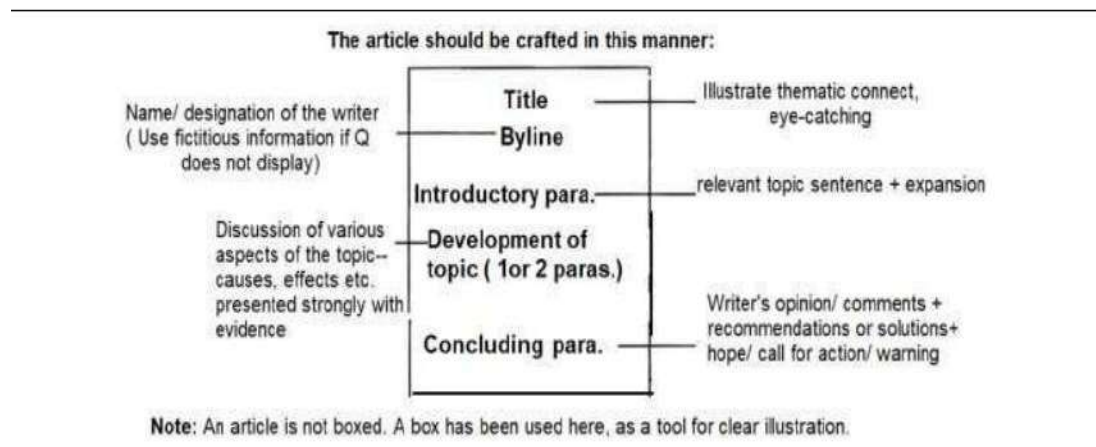 The article should be crafted in this manner:
Title
Illustrate thematic connect,
eye-catching
Name/ designation of the writer
( Use fictitious information if Q
does not display)
Byline
Introductory para.
relevant topic sentence + expansion
Discussion of various
aspects of the topic--
causes, effects etc.
presented strongly with
evidence
Development of
topic ( 1or 2 paras.)
Concluding para.
Writer's opinion/ comments +
recommendations or solutions+
hope/ call for action/ warning
Note: An article is not boxed. A box has been used here, as a tool for clear illustration.